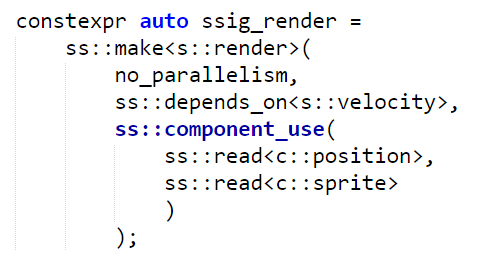 constexpr auto ssig_render =
    ss::make<s::render>(
        no_parallelism,
        ss::depends_on<s::velocity>,
        ss::component_use(
            ss::read<c::position>,
            ss::read<c::sprite>
            )
        );